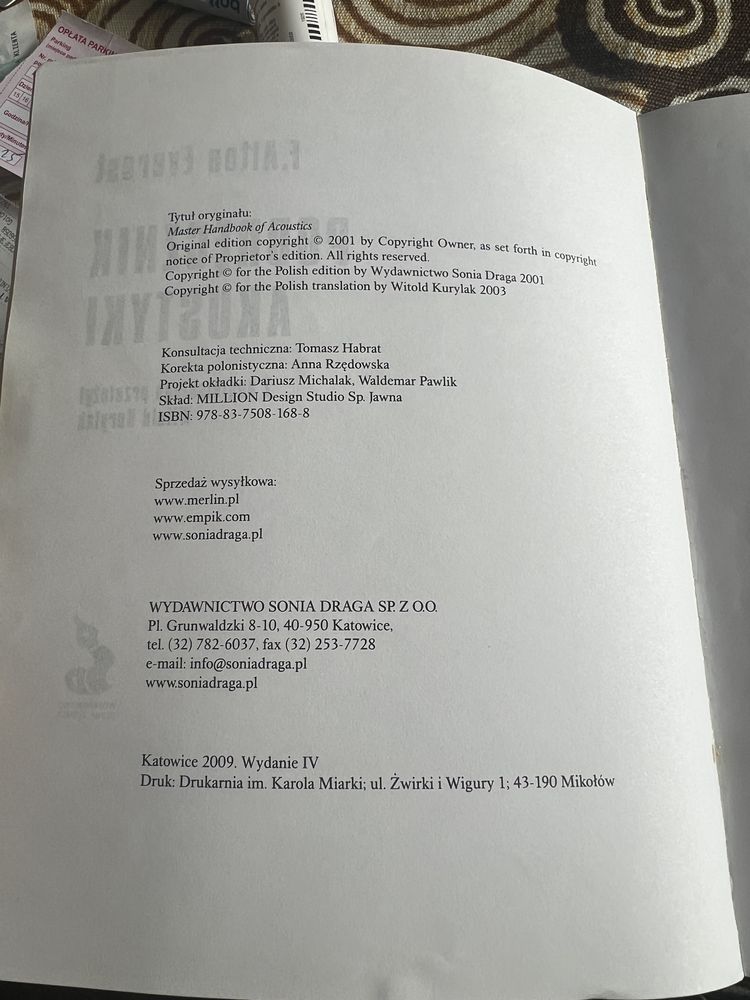 OPŁATA PARKIN
Parking
KLIENTA
Tytuł oryginału:
Master Handbook of Acoustics
Original edition copyright © 2001 by Copyright Owner, as set forth in copyright
notice of Proprietor's edition. All rights reserved.
Copyright © for the Polish edition by Wydawnictwo Sonia Draga 2001
Copyright © for the Polish translation by Witold Kurylak 2003
Konsultacja techniczna: Tomasz Habrat
Korekta polonistyczna: Anna Rzędowska
Projekt okładki: Dariusz Michalak, Waldemar Pawlik
Skład: MILLION Design Studio Sp. Jawna
ISBN: 978-83-7508-168-8
Sprzedaż wysyłkowa:
www.merlin.pl
www.empik.com
www.soniadraga.pl
WYDAWNICTWO SONIA DRAGA SP. Z O.O.
Pl. Grunwaldzki 8-10, 40-950 Katowice,
tel. (32) 782-6037, fax (32) 253-7728
e-mail: info@soniadraga.pl
www.soniadraga.pl
Katowice 2009. Wydanie IV
Druk: Drukarnia im. Karola Miarki; ul. Żwirki i Wigury 1; 43-190 Mikołów